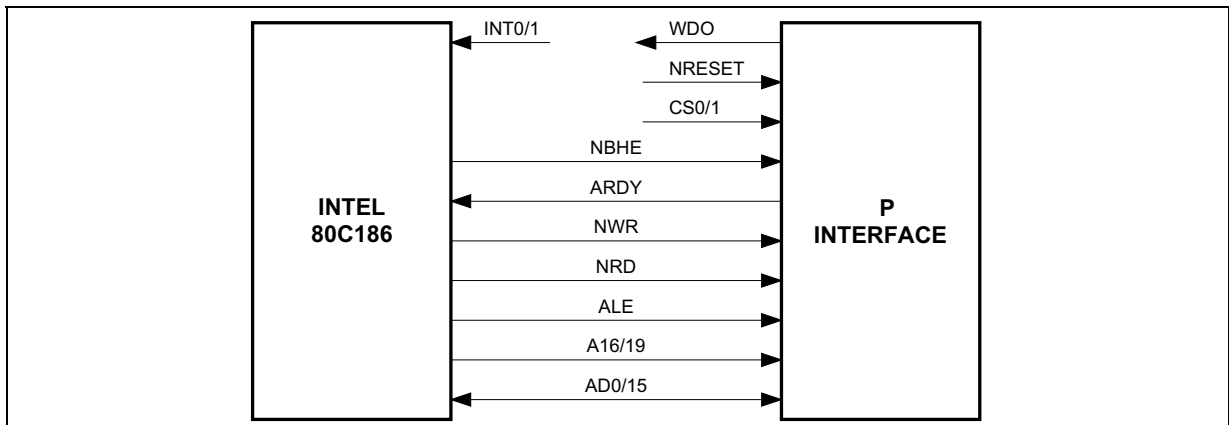 INT0/1
WDO
NRESET
CS0/1
NBHE
ARDY
INTEL
80C186
P
INTERFACE
NWR
NRD
ALE
A16/19
AD0/15